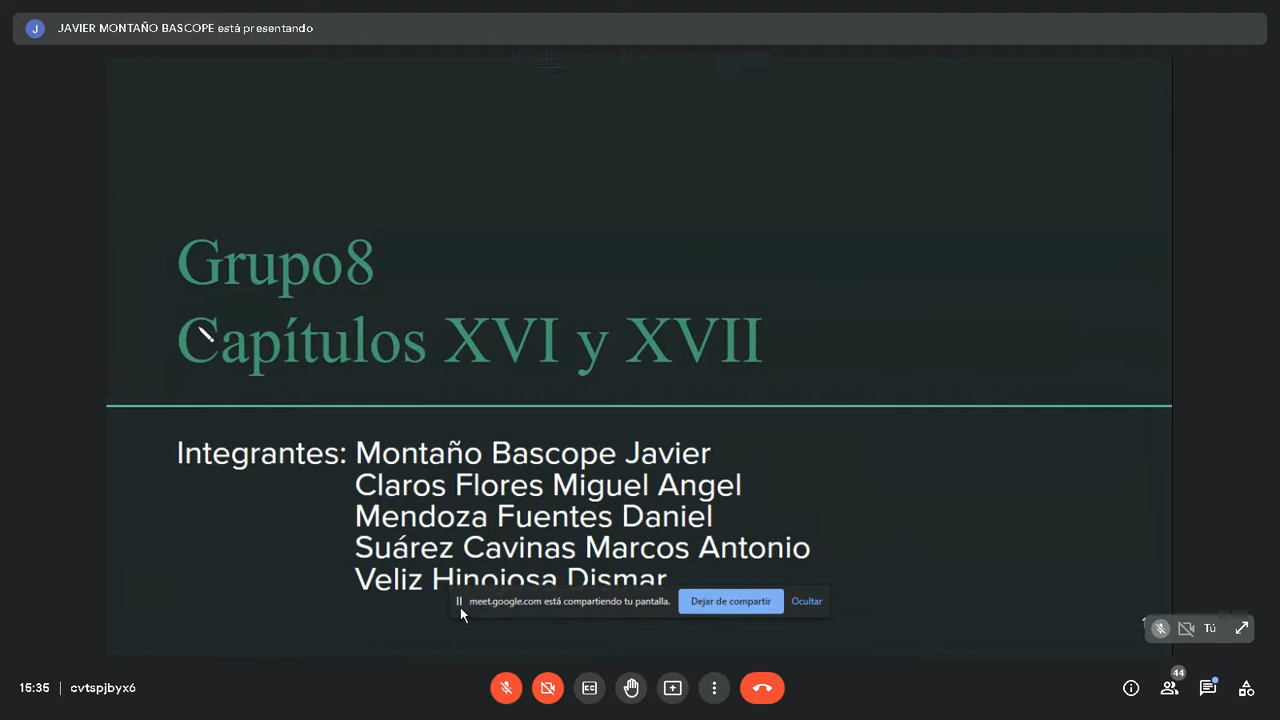 J JAVIER MONTAÑO BASCOPE está presentando
Grupo8
Capítulos XVI y XVII
Integrantes: Montaño Bascope Javier
Claros Flores Miguel Angel
Mendoza Fuentes Daniel
Suárez Cavinas Marcos Antonio
Veliz Hinojosa Dismar
meet.google.com está compartiendo tu pantalla. Dejar de compartir Ocultar
Tú
44
15:35 | cvtspjbyx6